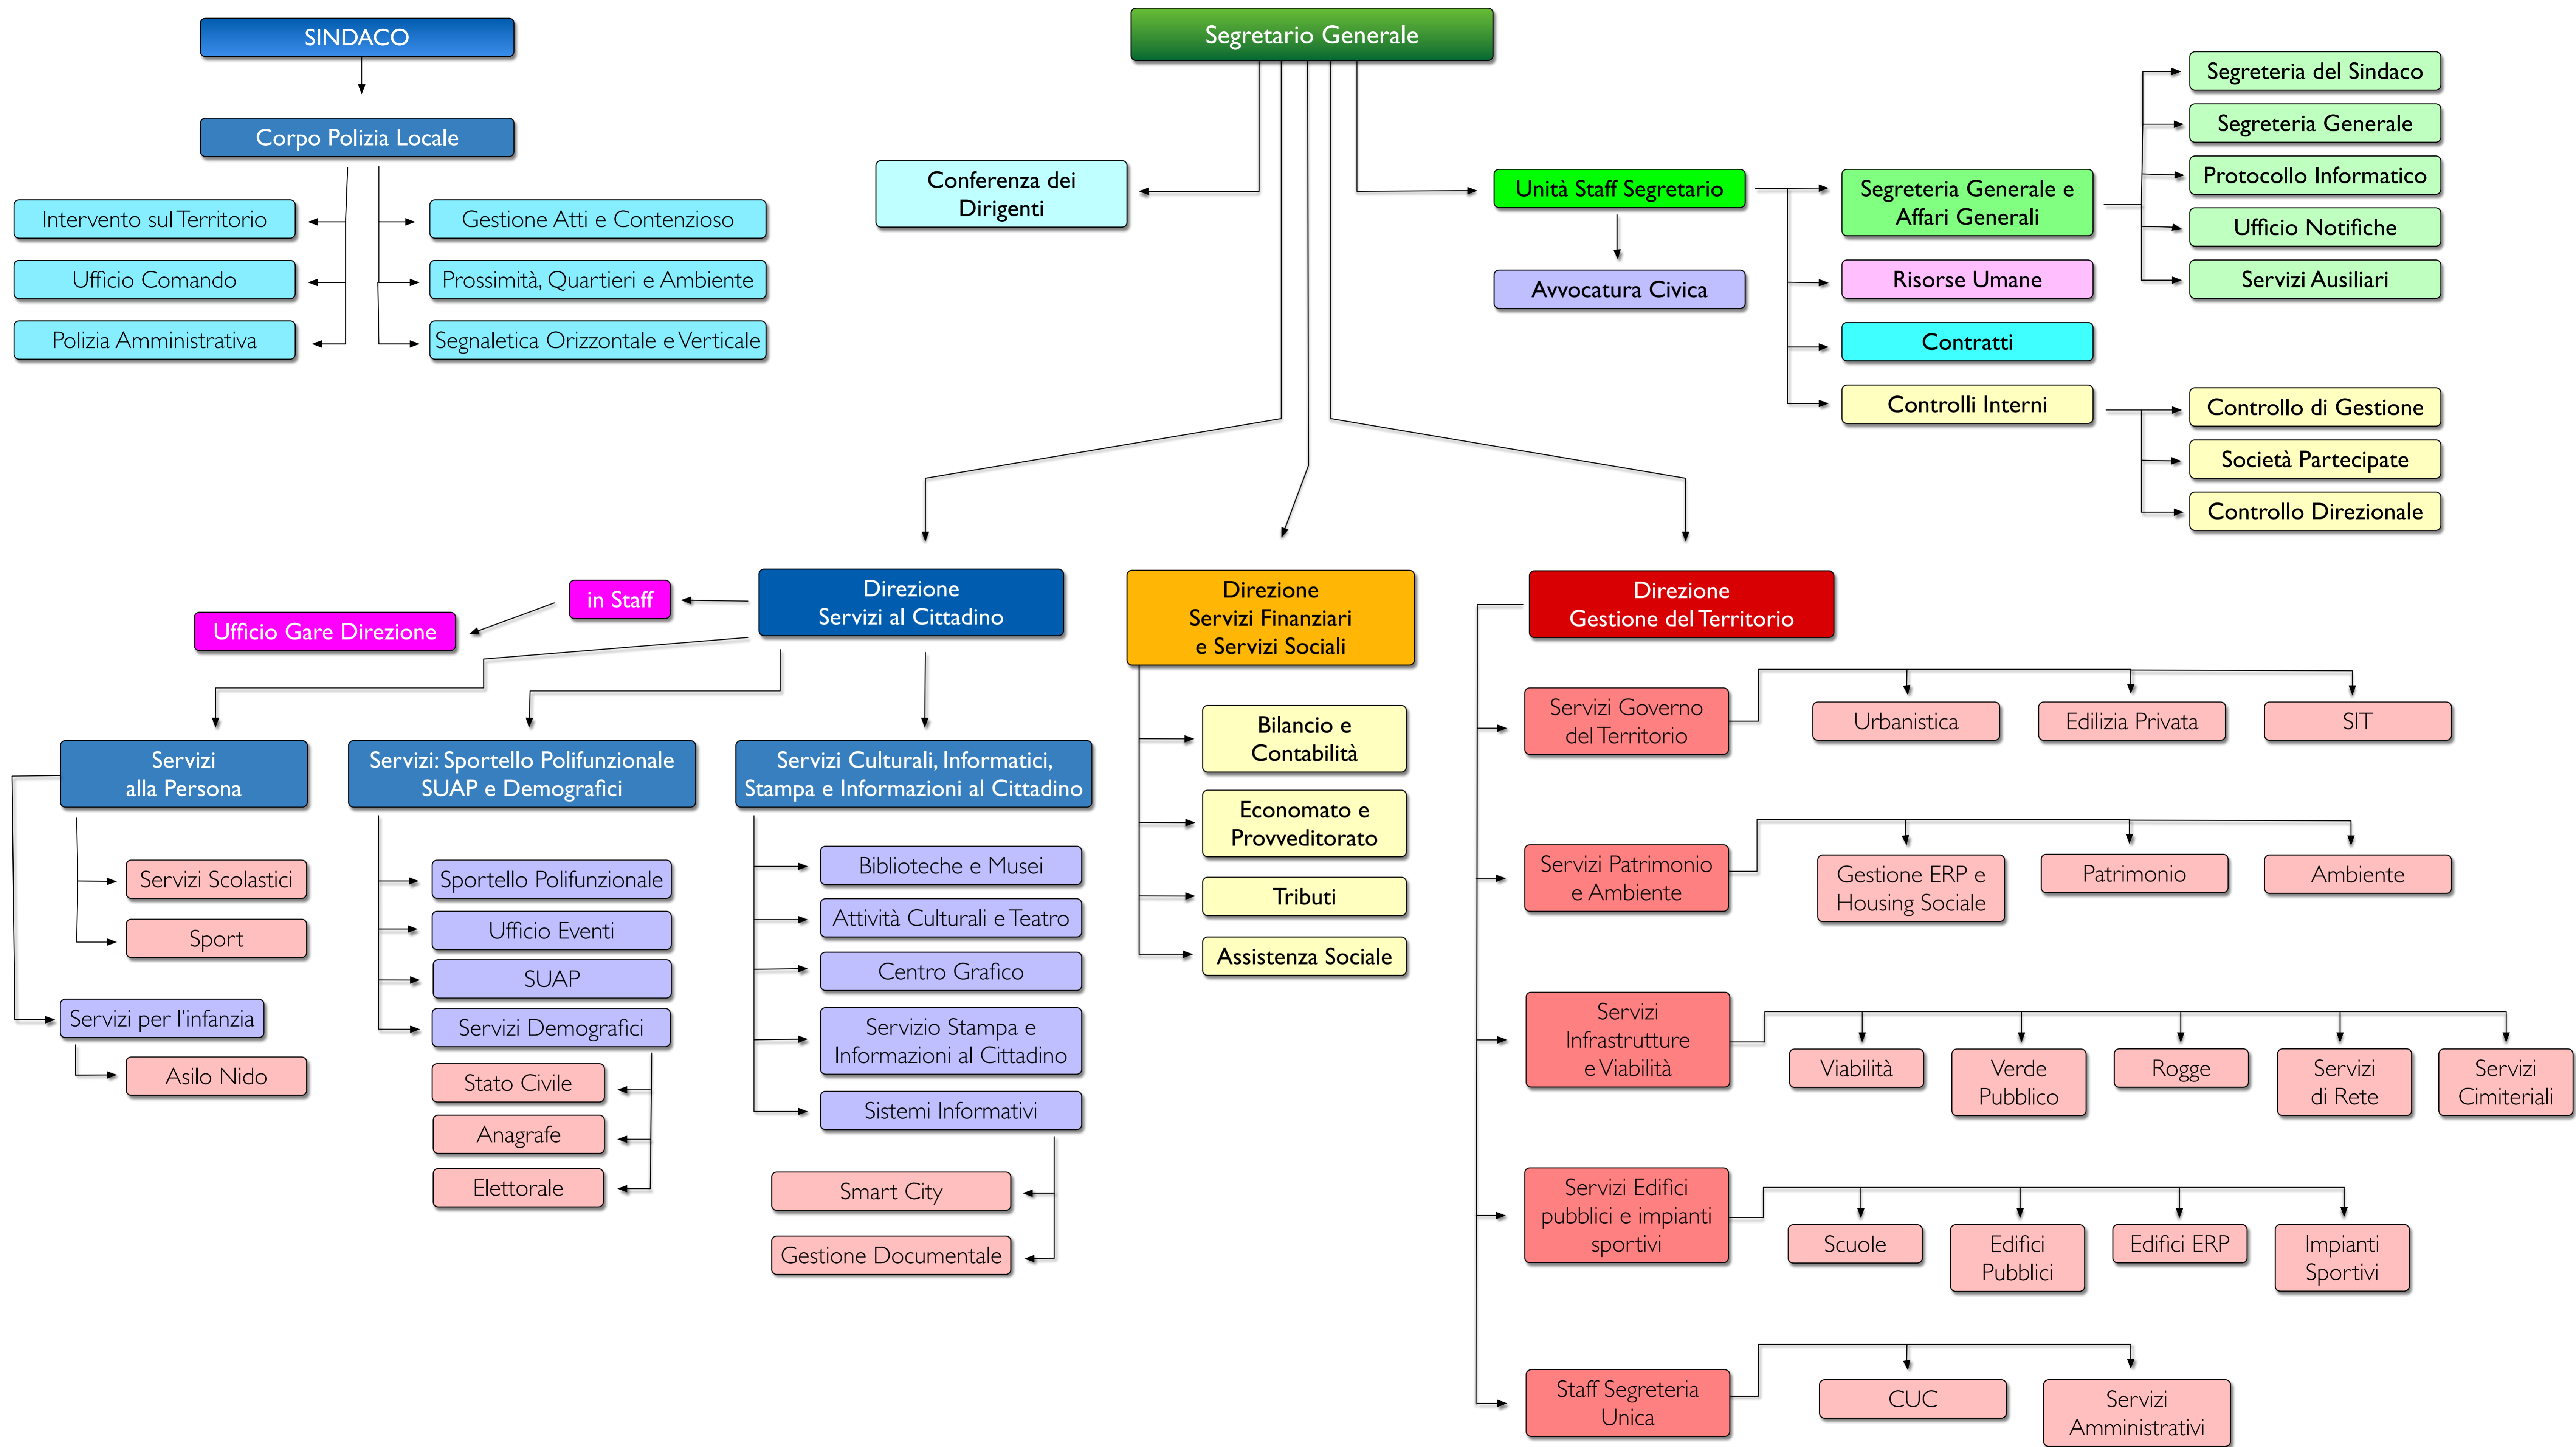 SINDACO
Corpo Polizia Locale
Intervento sul Territorio
Ufficio Comando
Polizia Amministrativa
Gestione Atti e Contenzioso
Prossimità, Quartieri e Ambiente
Segnaletica Orizzontale e Verticale
Segretario Generale
Conferenza dei
Dirigenti
Unità Staff Segretario
Avvocatura Civica
Segreteria Generale e
Affari Generali
Risorse Umane
Contratti
Controlli Interni
Segreteria del Sindaco
Segreteria Generale
Protocollo Informatico
Ufficio Notifiche
Servizi Ausiliari
Controllo di Gestione
Società Partecipate
Controllo Direzionale
Direzione
Servizi al Cittadino
in Staff
Ufficio Gare Direzione
Servizi
alla Persona
Servizi Scolastici
Sport
Servizi per l'infanzia
Asilo Nido
Servizi: Sportello Polifunzionale
SUAP e Demografici
Sportello Polifunzionale
Ufficio Eventi
SUAP
Servizi Demografici
Stato Civile
Anagrafe
Elettorale
Servizi Culturali, Informatici,
Stampa e Informazioni al Cittadino
Biblioteche e Musei
Attività Culturali e Teatro
Centro Grafico
Servizio Stampa e
Informazioni al Cittadino
Sistemi Informativi
Smart City
Gestione Documentale
Direzione
Servizi Finanziari
e Servizi Sociali
Bilancio e
Contabilità
Economato e
Provveditorato
Tributi
Assistenza Sociale
Direzione
Gestione del Territorio
Servizi Governo
del Territorio
Urbanistica
Edilizia Privata
SIT
Servizi Patrimonio
e Ambiente
Gestione ERP e
Housing Sociale
Patrimonio
Ambiente
Servizi
Infrastrutture
e Viabilità
Viabilità
Verde
Pubblico
Rogge
Servizi
di Rete
Servizi
Cimiteriali
Servizi Edifici
pubblici e impianti
sportivi
Scuole
Edifici
Pubblici
Edifici ERP
Impianti
Sportivi
Staff Segreteria
Unica
CUC
Servizi
Amministrativi